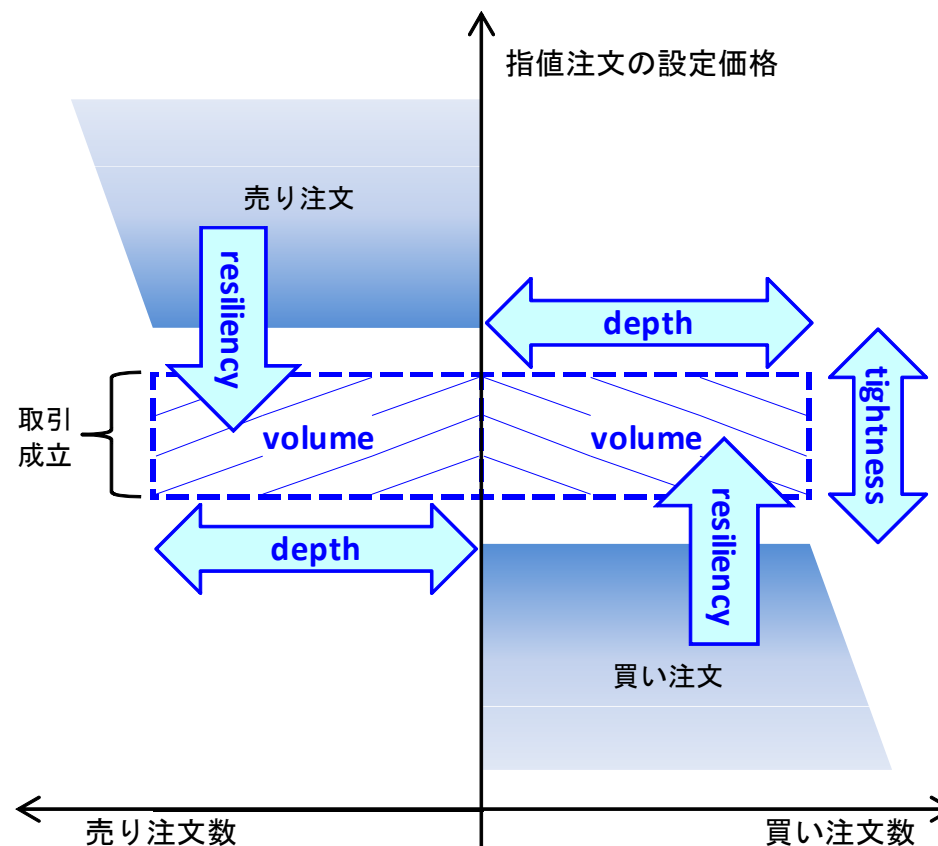 指値注文の設定価格
売り注文
resiliency
depth
tightness
取引
成立
volume
volume
depth
resiliency
買い注文
売り注文数
買い注文数